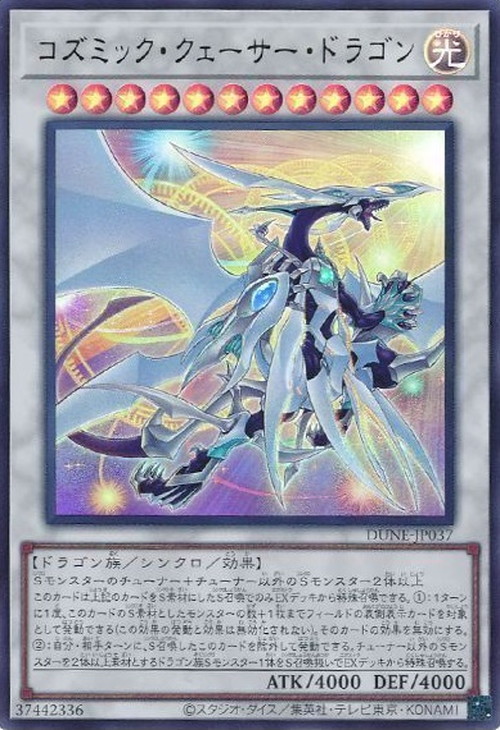 コズミック・クェーサー・ドラゴン
光
DUNE-JP037
【ドラゴン族／シンクロ／効果】
Sモンスターのチューナー＋チューナー以外のSモンスター2体以上
このカードは上記のカードをS素材にしたS召喚でのみEXデッキから特殊召喚できる。①：1ターン
に1度、このカードのS素材としたモンスターの数＋1枚までフィールドの表側表示カードを対象
として発動できる(この効果の発動と効果は無効化されない)。そのカードの効果を無効にする。
②：自分・相手ターンに、S召喚したこのカードを除外して発動できる。チューナー以外のSモン
スターを2体以上素材とするドラゴン族Sモンスター1体をS召喚扱いでEXデッキから特殊召喚する。
ATK/4000 DEF/4000
37442336
©スタジオ・ダイス／集英社・テレビ東京・KONAMI